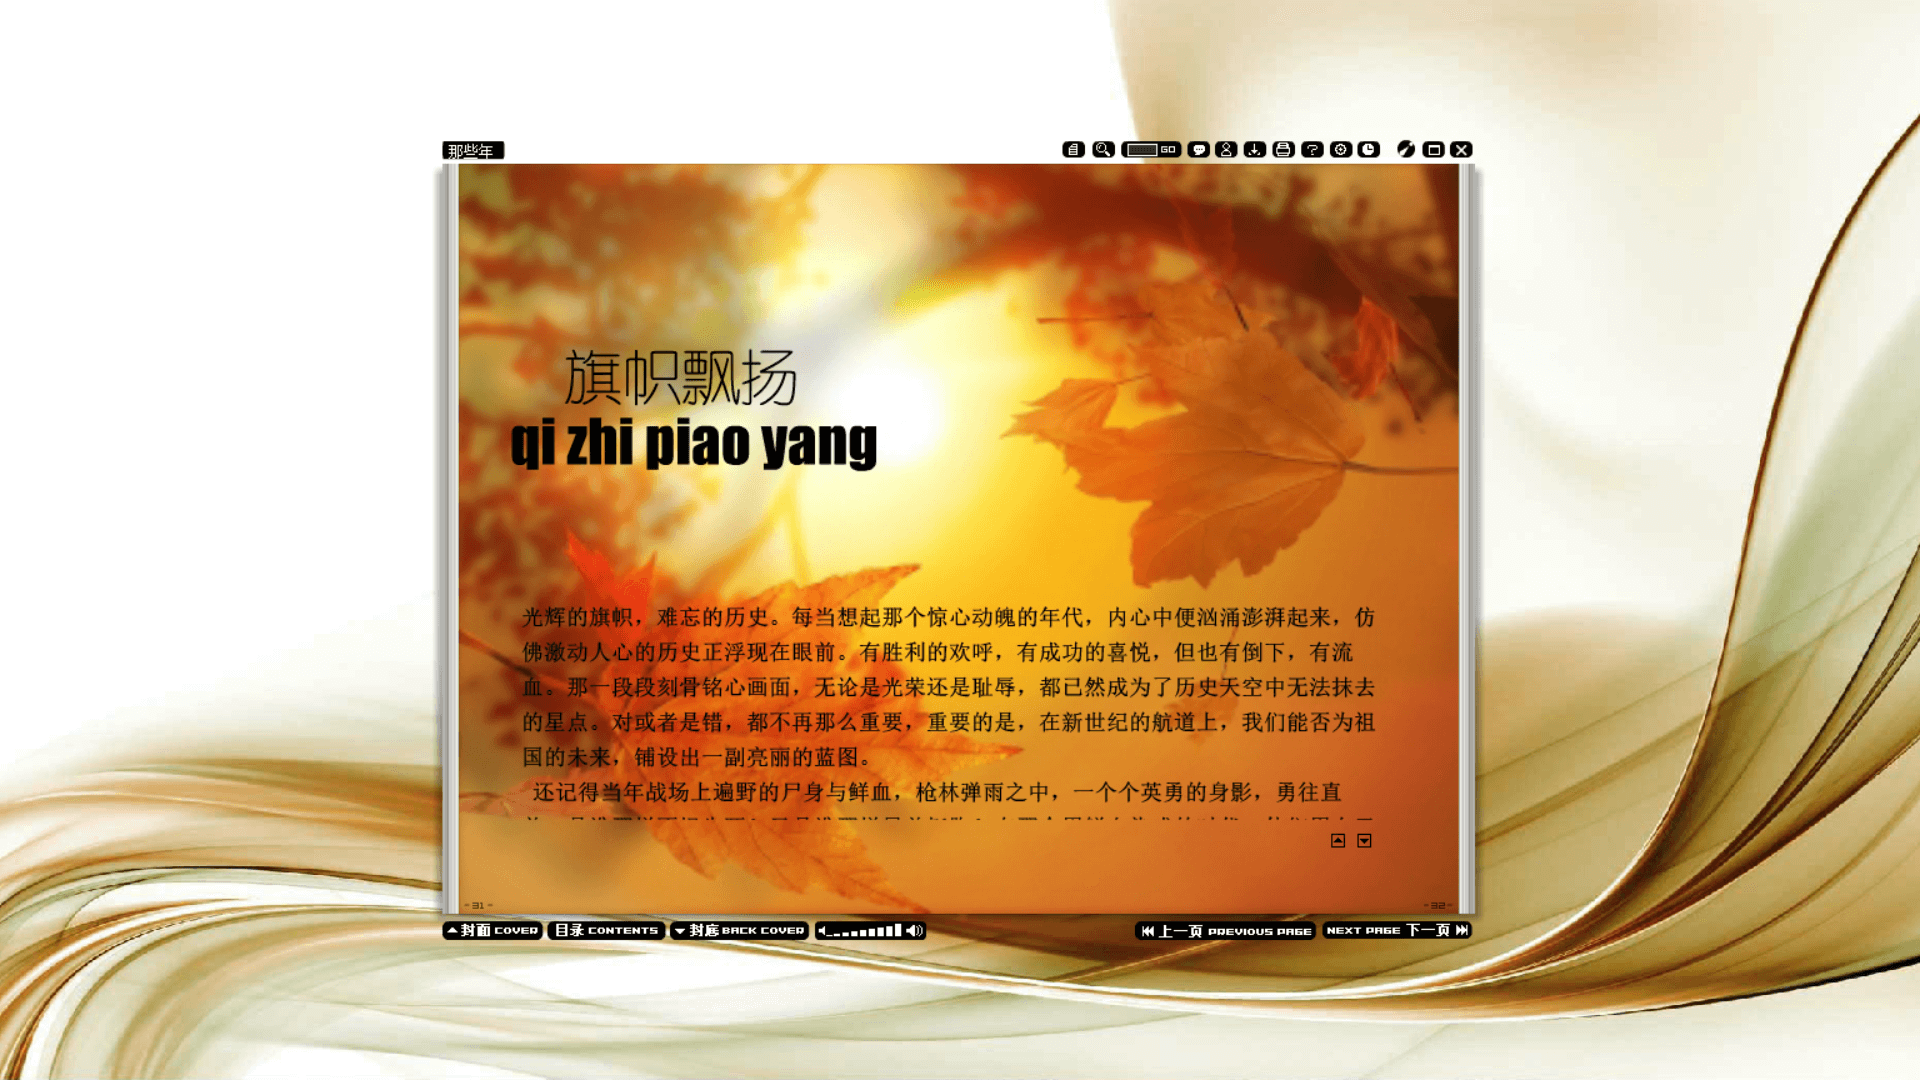 那些年
GO
旗帜飘扬
qi zhi piao yang
光辉的旗帜，难忘的历史。每当想起那个惊心动魄的年代，内心中便汹涌澎湃起来，仿
佛激动人心的历史正浮现在眼前。有胜利的欢呼，有成功的喜悦，但也有倒下，有流
血。那一段段刻骨铭心画面，无论是光荣还是耻辱，都已然成为了历史天空中无法抹去
的星点。对或者是错，都不再那么重要，重要的是，在新世纪的航道上，我们能否为祖
国的未来，铺设出一副亮丽的蓝图。
还记得当年战场上遍野的尸身与鲜血，枪林弹雨之中，一个个英勇的身影，勇往直
- 31 -
- 32 -
封面 COVER
目录 CONTENTS
封底 BACK COVER
上一页 PREVIOUS PAGE
NEXT PAGE 下一页